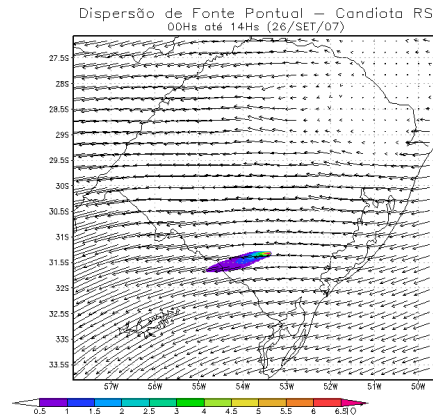 Dispersão de Fonte Pontual – Candiota RS
00Hs até 14Hs (26/SET/07)
27.5S
28S
28.5S
29S
29.5S
30S
30.5S
31S
31.5S
32S
32.5S
33S
33.5S
57W 56W 55W 54W 53W 52W 51W 50W
0.5 1 1.5 2 2.5 3 4 4.5 5 5.5 6 6.5